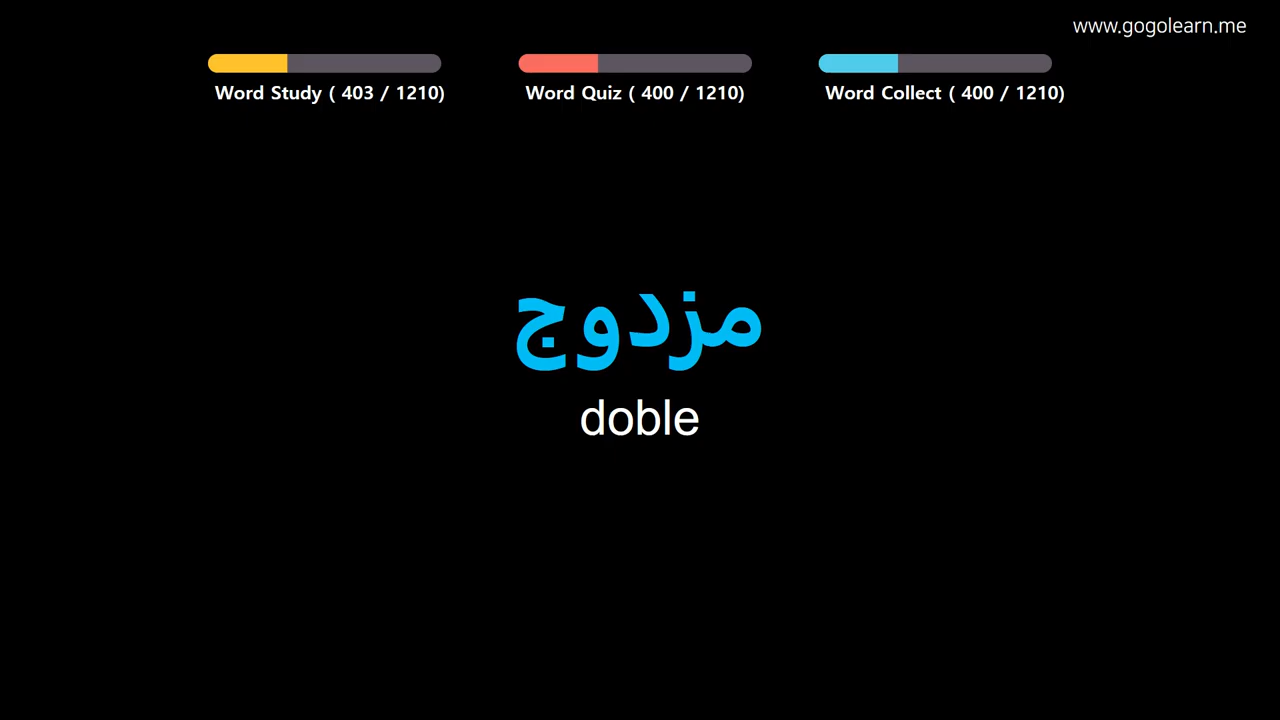 www.gogolearn.me
Word Study ( 403 / 1210)
Word Quiz ( 400 / 1210)
Word Collect ( 400 / 1210)
مزدوج
doble